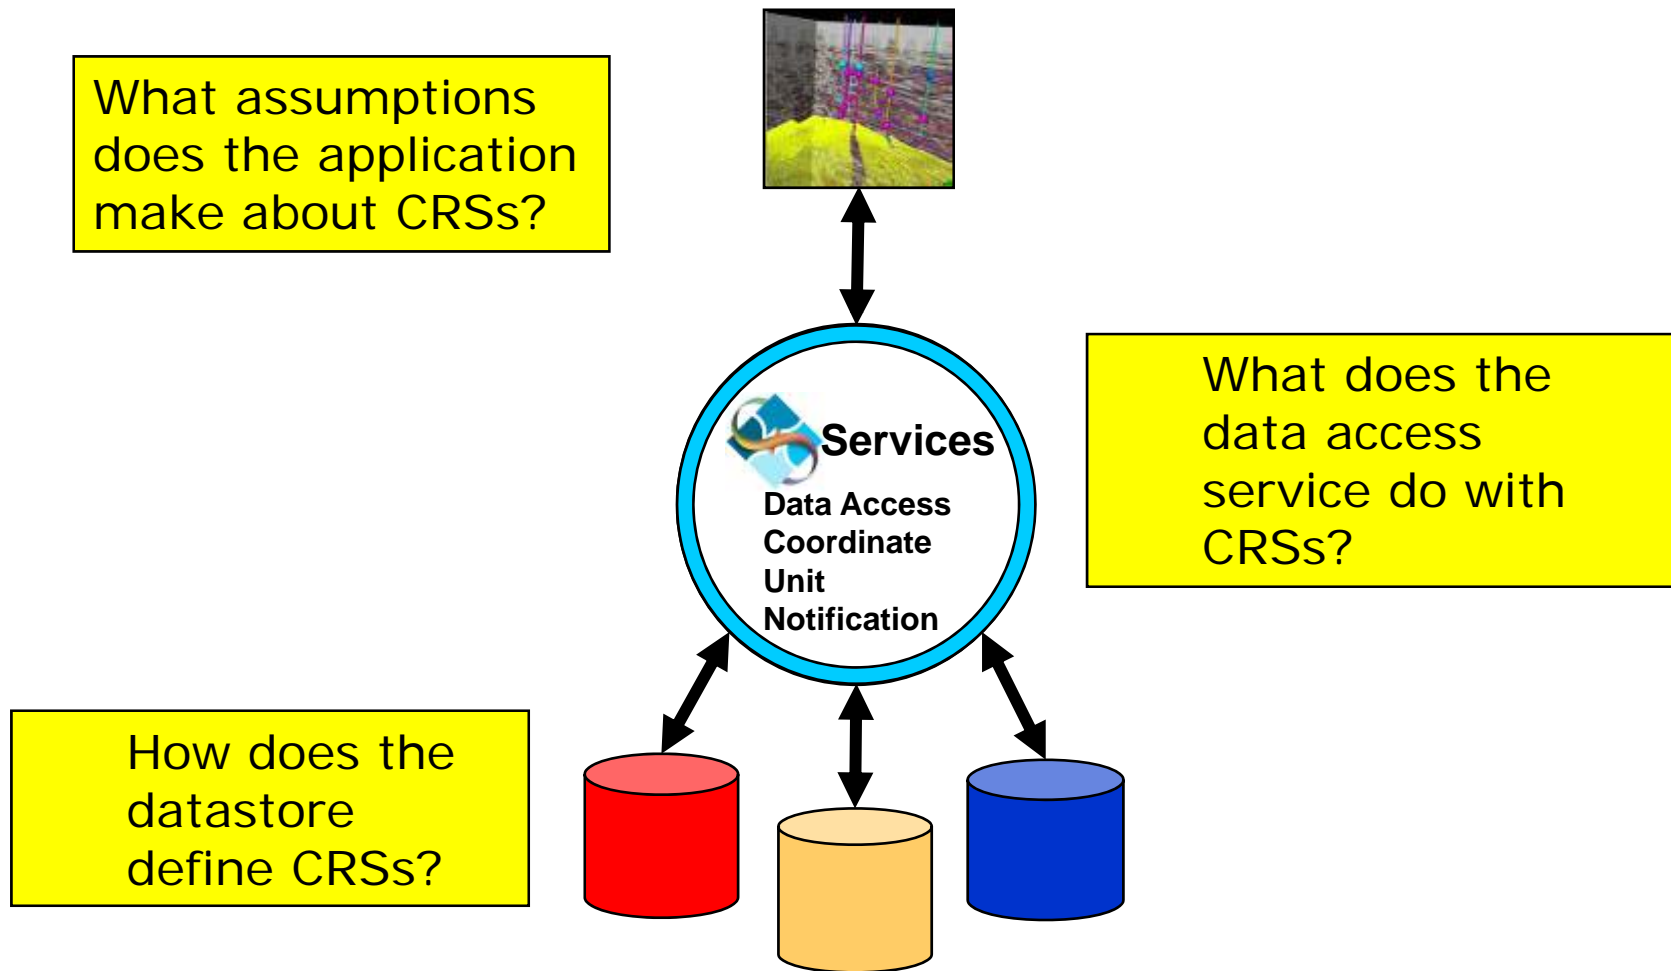 What assumptions
does the application
make about CRSs?
Services
Data Access
Coordinate
Unit
Notification
What does the
data access
service do with
CRSs?
How does the
datastore
define CRSs?